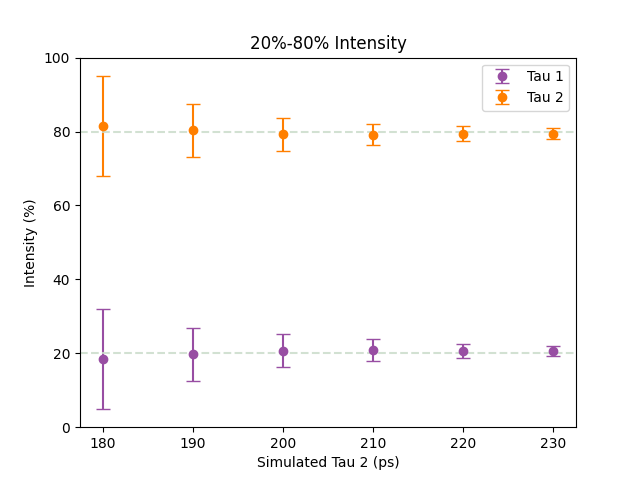 20%-80% Intensity
Tau 1
Tau 2
Intensity (%)
100
80
60
40
20
0
180 190 200 210 220 230
Simulated Tau 2 (ps)